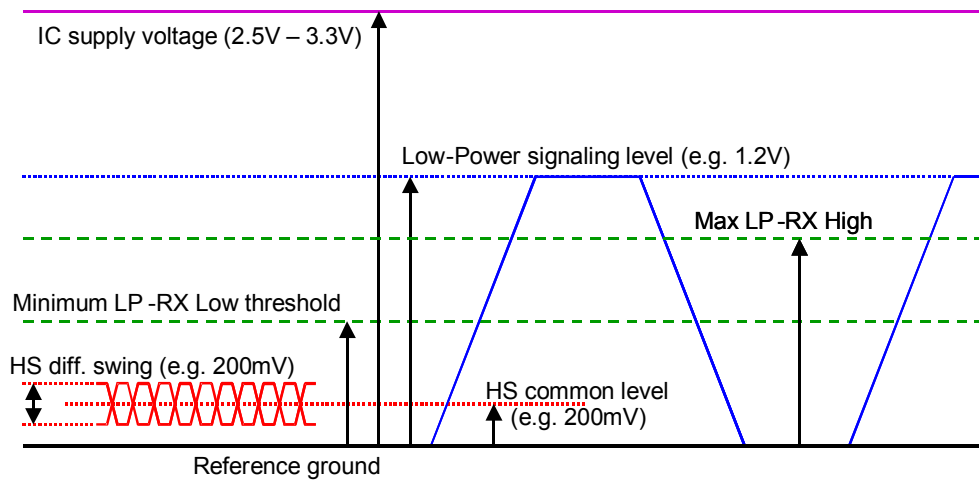 IC supply voltage (2.5V – 3.3V)
Low-Power signaling level (e.g. 1.2V)
Max LP-RX High
Minimum LP-RX Low threshold
HS diff. swing (e.g. 200mV)
HS common level
(e.g. 200mV)
Reference ground